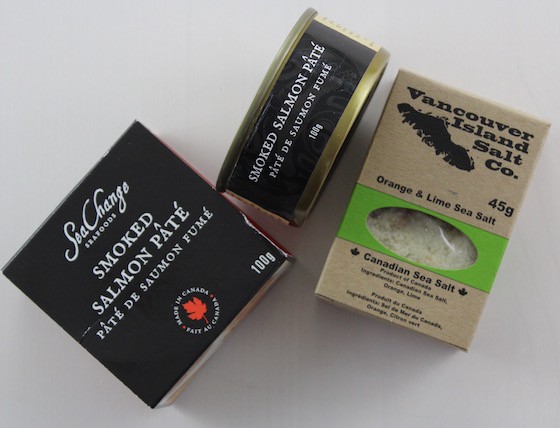 SeaChange
SEAFOODS
SMOKED
SALMON PÂTÉ
PÂTÉ DE SAUMON FUMÉ
100g
MADE IN CANADA
FAIT AU CANADA
SMOKED SALMON PÂTÉ
PÂTÉ DE SAUMON FUMÉ
100g
Vancouver
Island
Salt
Co.
Orange & Lime Sea Salt
45g
Canadian Sea Salt
Product of Canada
Ingredients: Canadian Sea Salt,
Orange, Lime
Produit du Canada
Ingrédients: Sel de Mer du Canada,
Orange, Citron vert